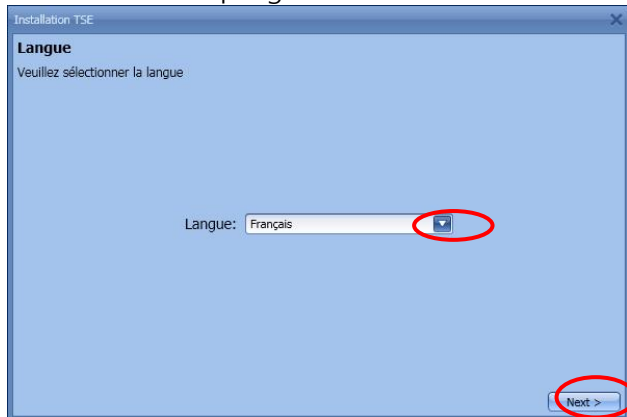 Installation TSE
Langue
Veuillez sélectionner la langue
Langue: Français
Next >